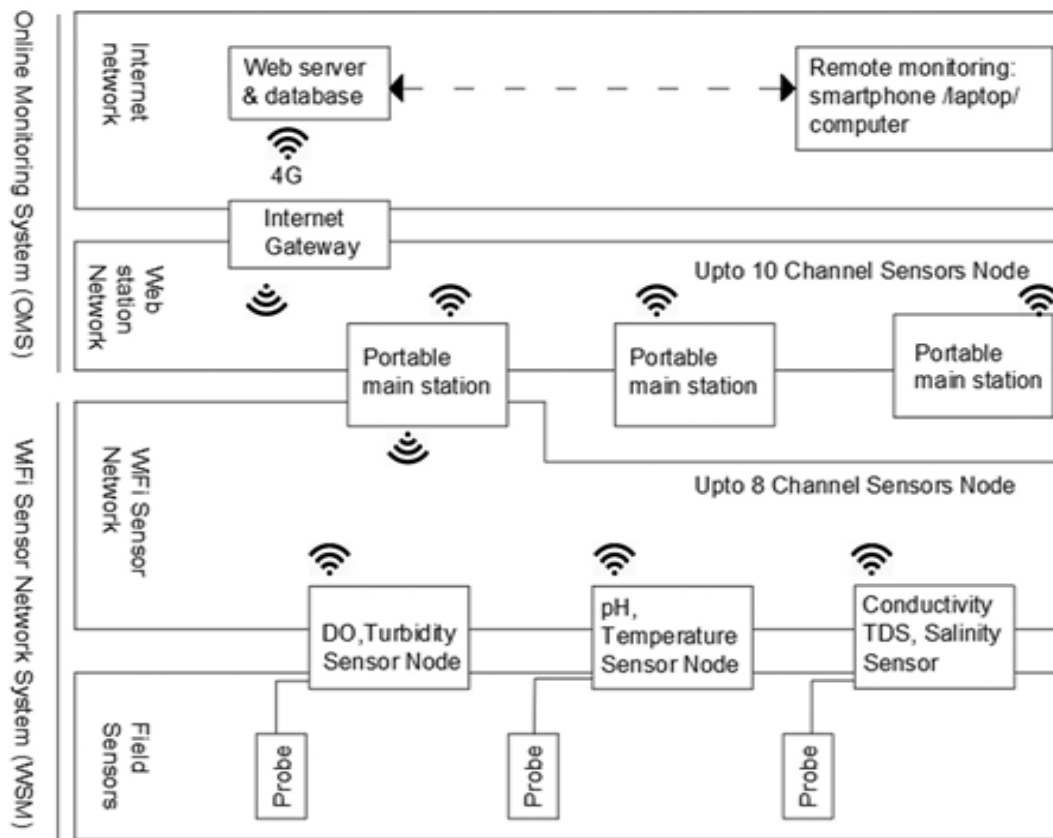 Online Monitoring System (OMS)
Internet
network
Web server
& database
Remote monitoring:
smartphone /laptop/
computer
4G
Internet
Gateway
Web
station
Network
Upto 10 Channel Sensors Node
Portable
main station
Portable
main station
Portable
main station
WiFi Sensor Network System (WSM)
WiFi Sensor
Network
Upto 8 Channel Sensors Node
DO,Turbidity
Sensor Node
pH,
Temperature
Sensor Node
Conductivity
TDS, Salinity
Sensor
Field
Sensors
Probe
Probe
Probe